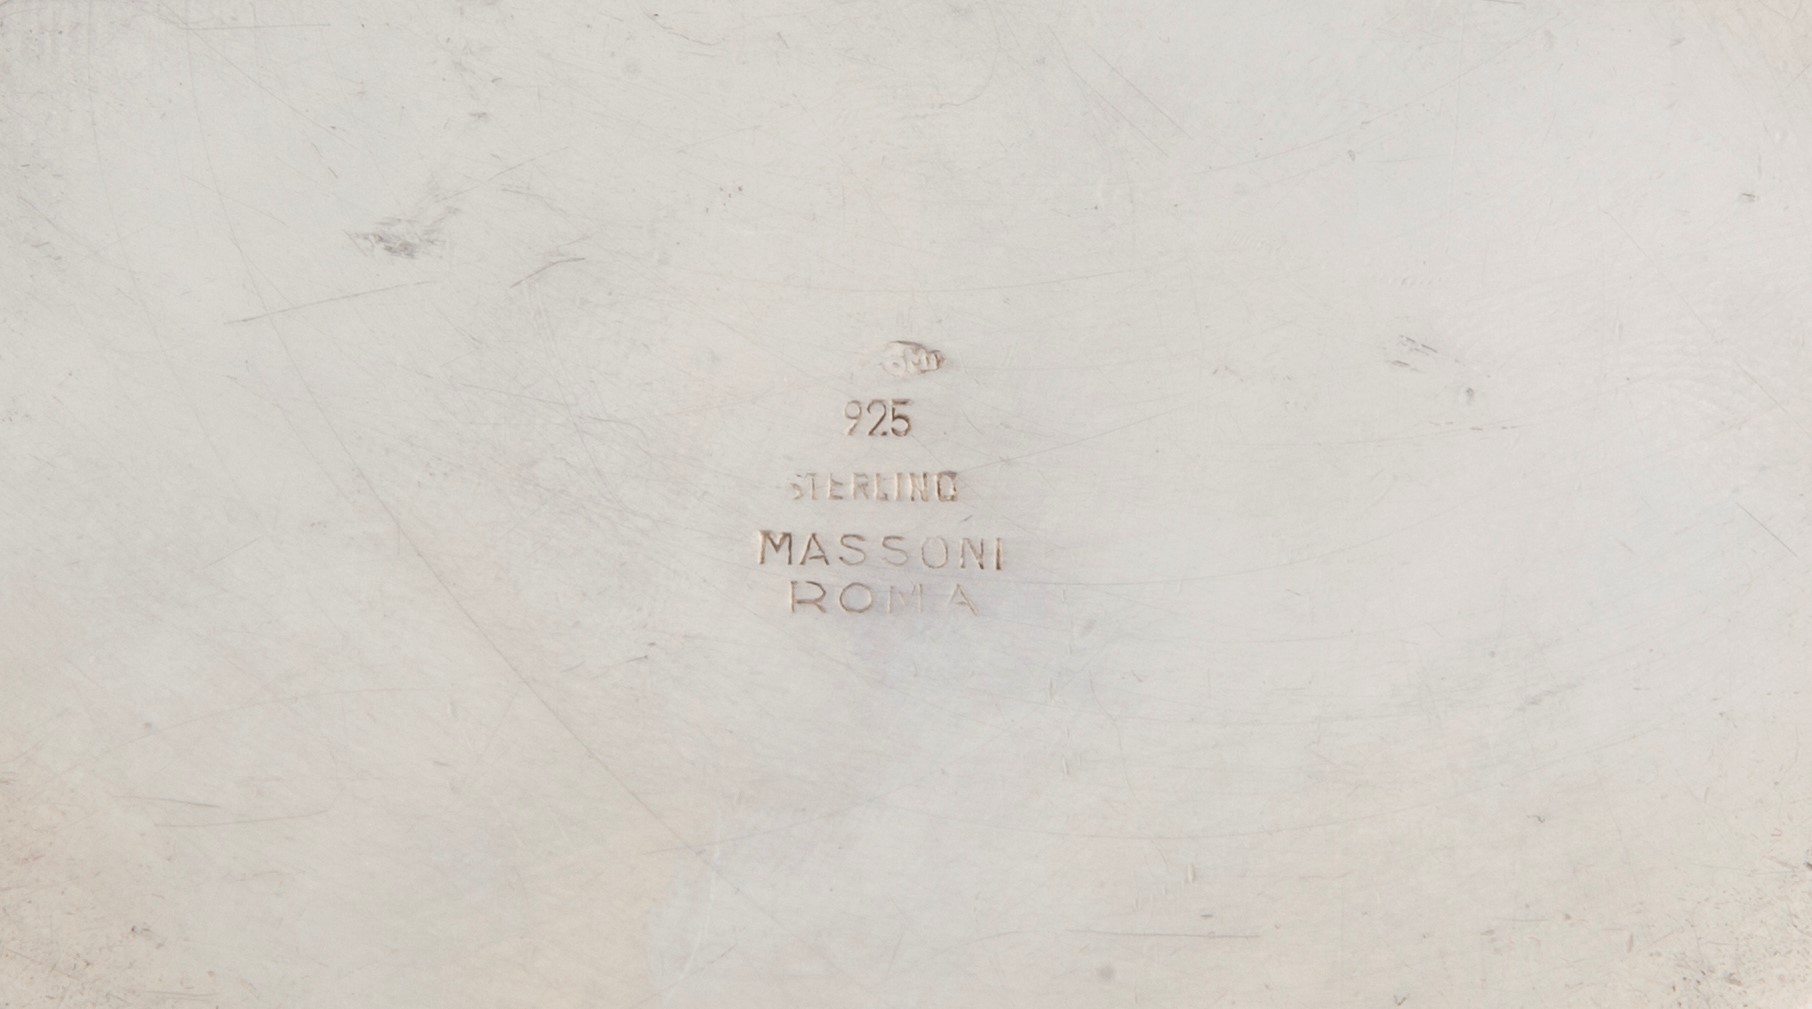 925
STERLING
MASSONI
ROMA